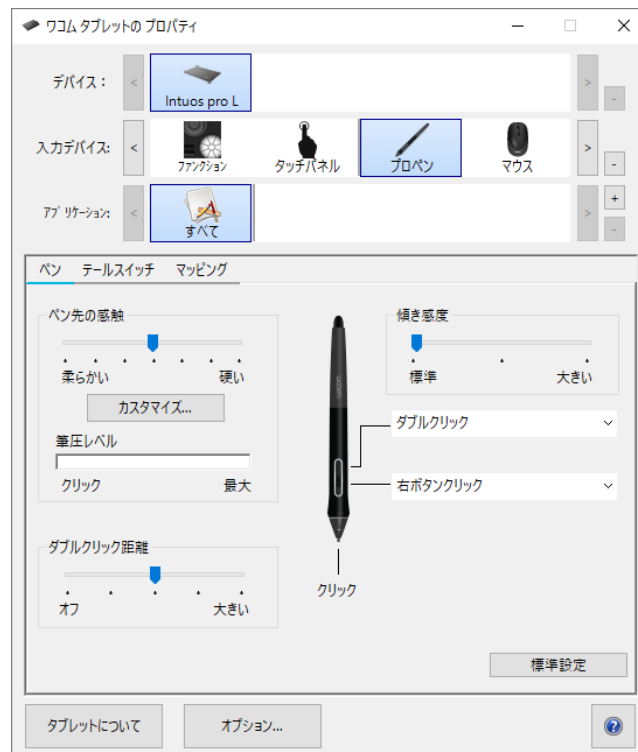 ワコム タブレットの プロパティ
デバイス：
Intuos pro L
入力デバイス:
ファンクション
タッチパネル
プロペン
マウス
アプリケーション:
すべて
ペン テールスイッチ マッピング
ペン先の感触
柔らかい 硬い
カスタマイズ...
筆圧レベル
クリック 最大
ダブルクリック距離
オフ 大きい
傾き感度
標準 大きい
ダブルクリック
右ボタンクリック
wacom
クリック
標準設定
タブレットについて
オプション...